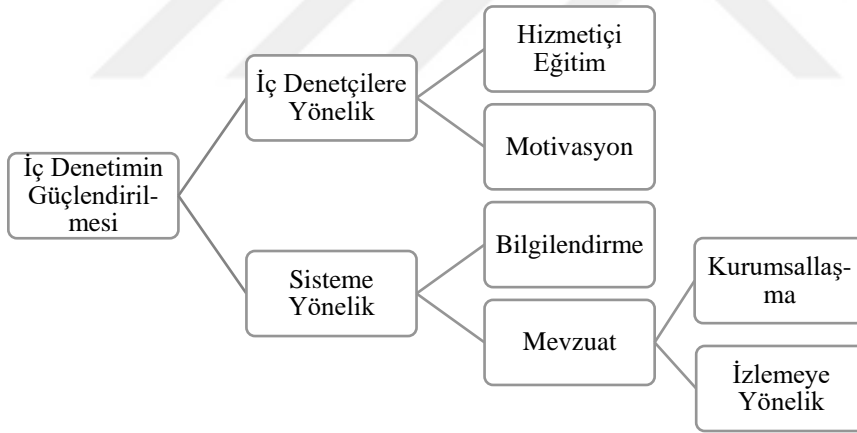 Hizmetiçi
Eğitim
İç Denetçilere
Yönelik
Motivasyon
İç Denetimin
Güçlendiril-
mesi
Bilgilendirme
Sisteme
Yönelik
Kurumsallaş-
ma
Mevzuat
İzlemeye
Yönelik